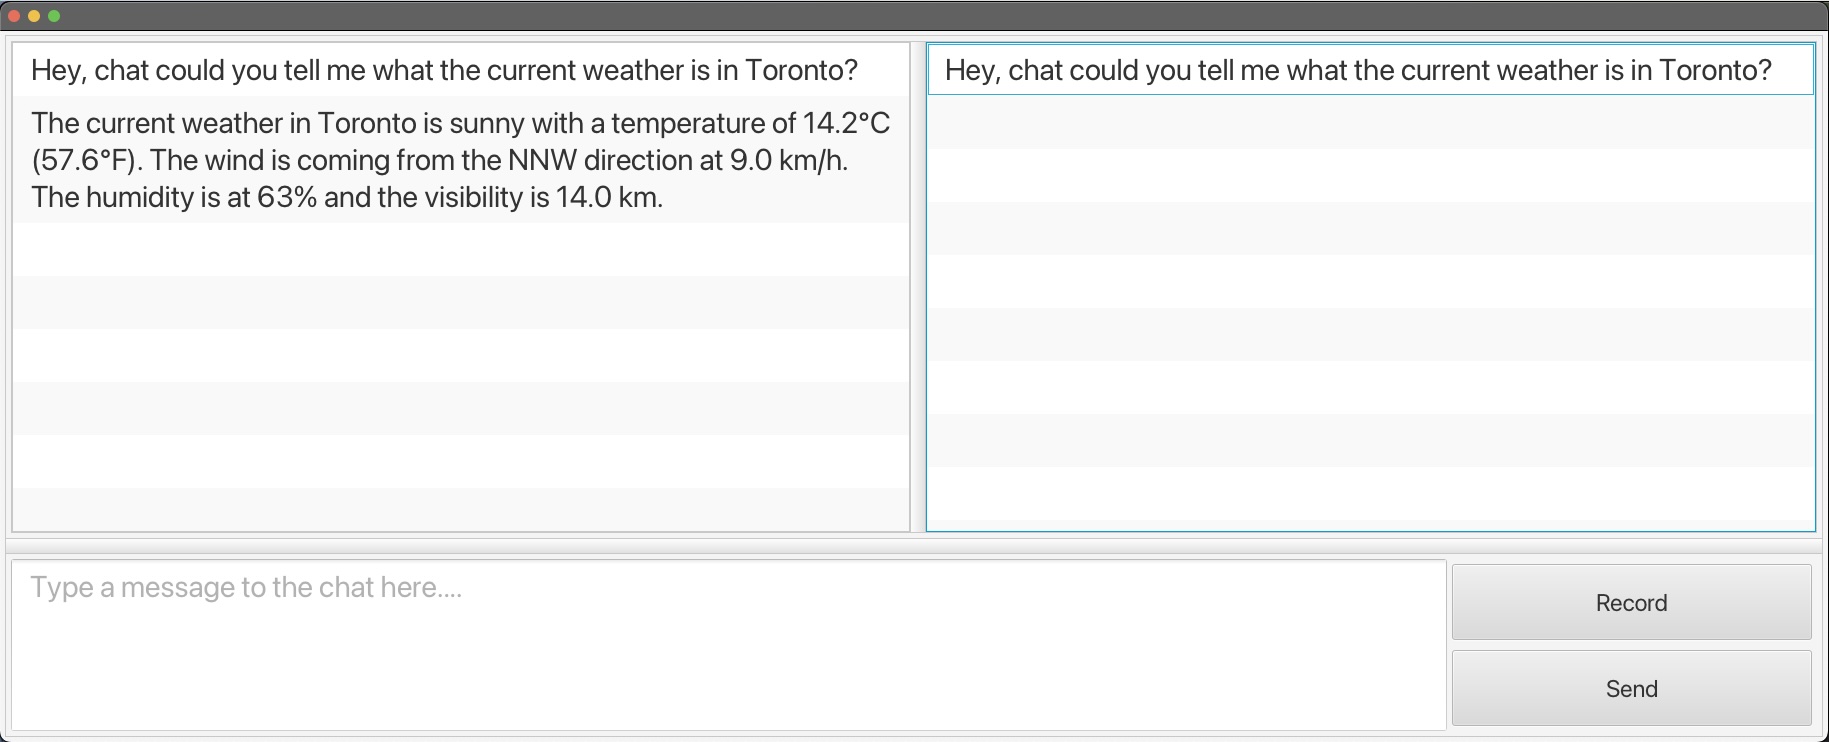 Hey, chat could you tell me what the current weather is in Toronto?
The current weather in Toronto is sunny with a temperature of 14.2°C
(57.6°F). The wind is coming from the NNW direction at 9.0 km/h.
The humidity is at 63% and the visibility is 14.0 km.
Hey, chat could you tell me what the current weather is in Toronto?
Type a message to the chat here....
Record
Send